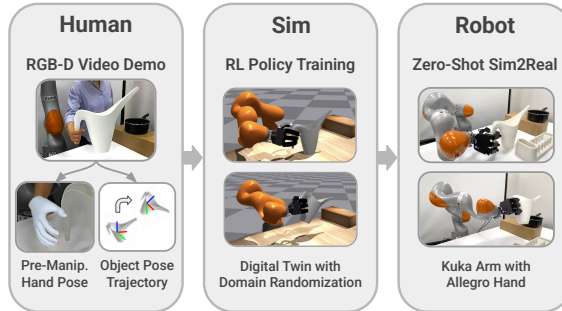 Human
RGB-D Video Demo
Pre-Manip.
Hand Pose
Object Pose
Trajectory
Sim
RL Policy Training
Digital Twin with
Domain Randomization
Robot
Zero-Shot Sim2Real
Kuka Arm with
Allegro Hand